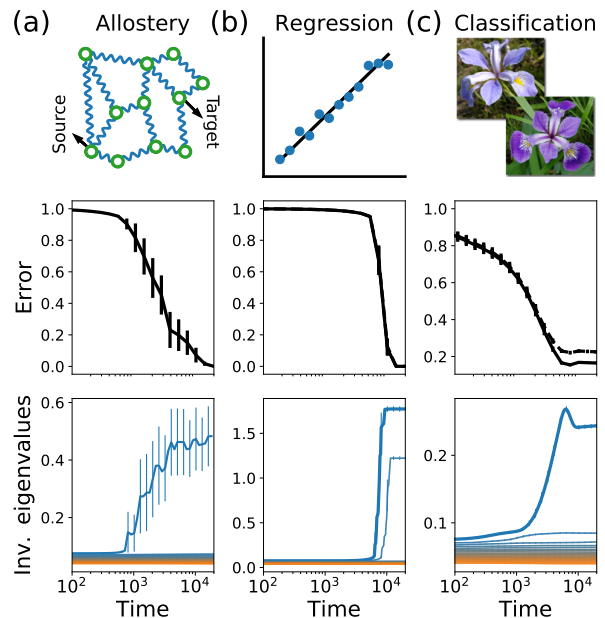 (a) Allostery (b) Regression (c) Classification
Source
Target
Error
1.0
0.8
0.6
0.4
0.2
0.0
1.0
0.8
0.6
0.4
0.2
0.0
0.8
0.6
0.4
0.2
Inv. eigenvalues
0.6
0.4
0.2
1.5
1.0
0.5
0.0
0.2
0.1
10² 10³ 10⁴
10² 10³ 10⁴
10² 10³ 10⁴
Time Time Time